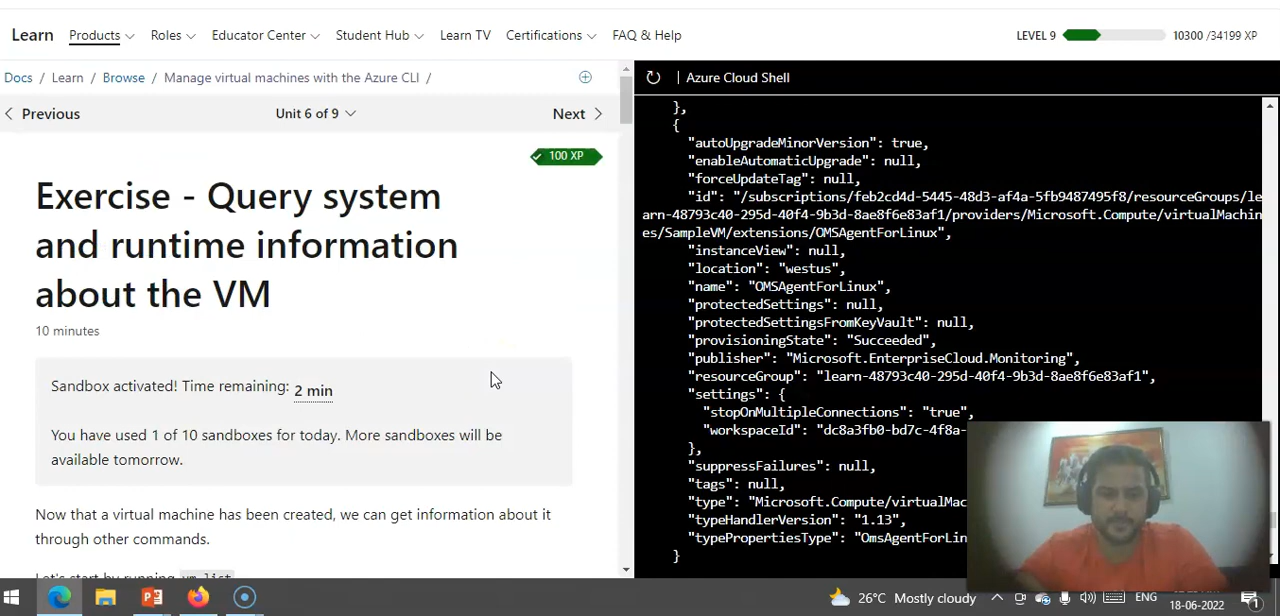 Learn Products Roles Educator Center Student Hub Learn TV Certifications FAQ & Help LEVEL 9 10300 /34199 XP
Docs / Learn / Browse / Manage virtual machines with the Azure CLI /
Previous Unit 6 of 9 Next
100 XP
Exercise - Query system
and runtime information
about the VM
10 minutes
Sandbox activated! Time remaining: 2 min
You have used 1 of 10 sandboxes for today. More sandboxes will be
available tomorrow.
Now that a virtual machine has been created, we can get information about it
through other commands.
Let's start by running vm list
Azure Cloud Shell
},
{
"autoUpgradeMinorVersion": true,
"enableAutomaticUpgrade": null,
"forceUpdateTag": null,
"id": "/subscriptions/feb2cd4d-5445-48d3-af4a-5fb9487495f8/resourceGroups/le
arn-48793c40-295d-40f4-9b3d-8ae8f6e83af1/providers/Microsoft.Compute/virtualMachin
es/SampleVM/extensions/OMSAgentForLinux",
"instanceView": null,
"location": "westus",
"name": "OMSAgentForLinux",
"protectedSettings": null,
"protectedSettingsFromKeyVault": null,
"provisioningState": "Succeeded",
"publisher": "Microsoft.EnterpriseCloud.Monitoring",
"resourceGroup": "learn-48793c40-295d-40f4-9b3d-8ae8f6e83af1",
"settings": {
"stopOnMultipleConnections": "true",
"workspaceId": "dc8a3fb0-bd7c-4f8a-
},
"suppressFailures": null,
"tags": null,
"type": "Microsoft.Compute/virtualMac
"typeHandlerVersion": "1.13",
"typePropertiesType": "OmsAgentForLin
}
26°C Mostly cloudy ENG
18-06-2022 1